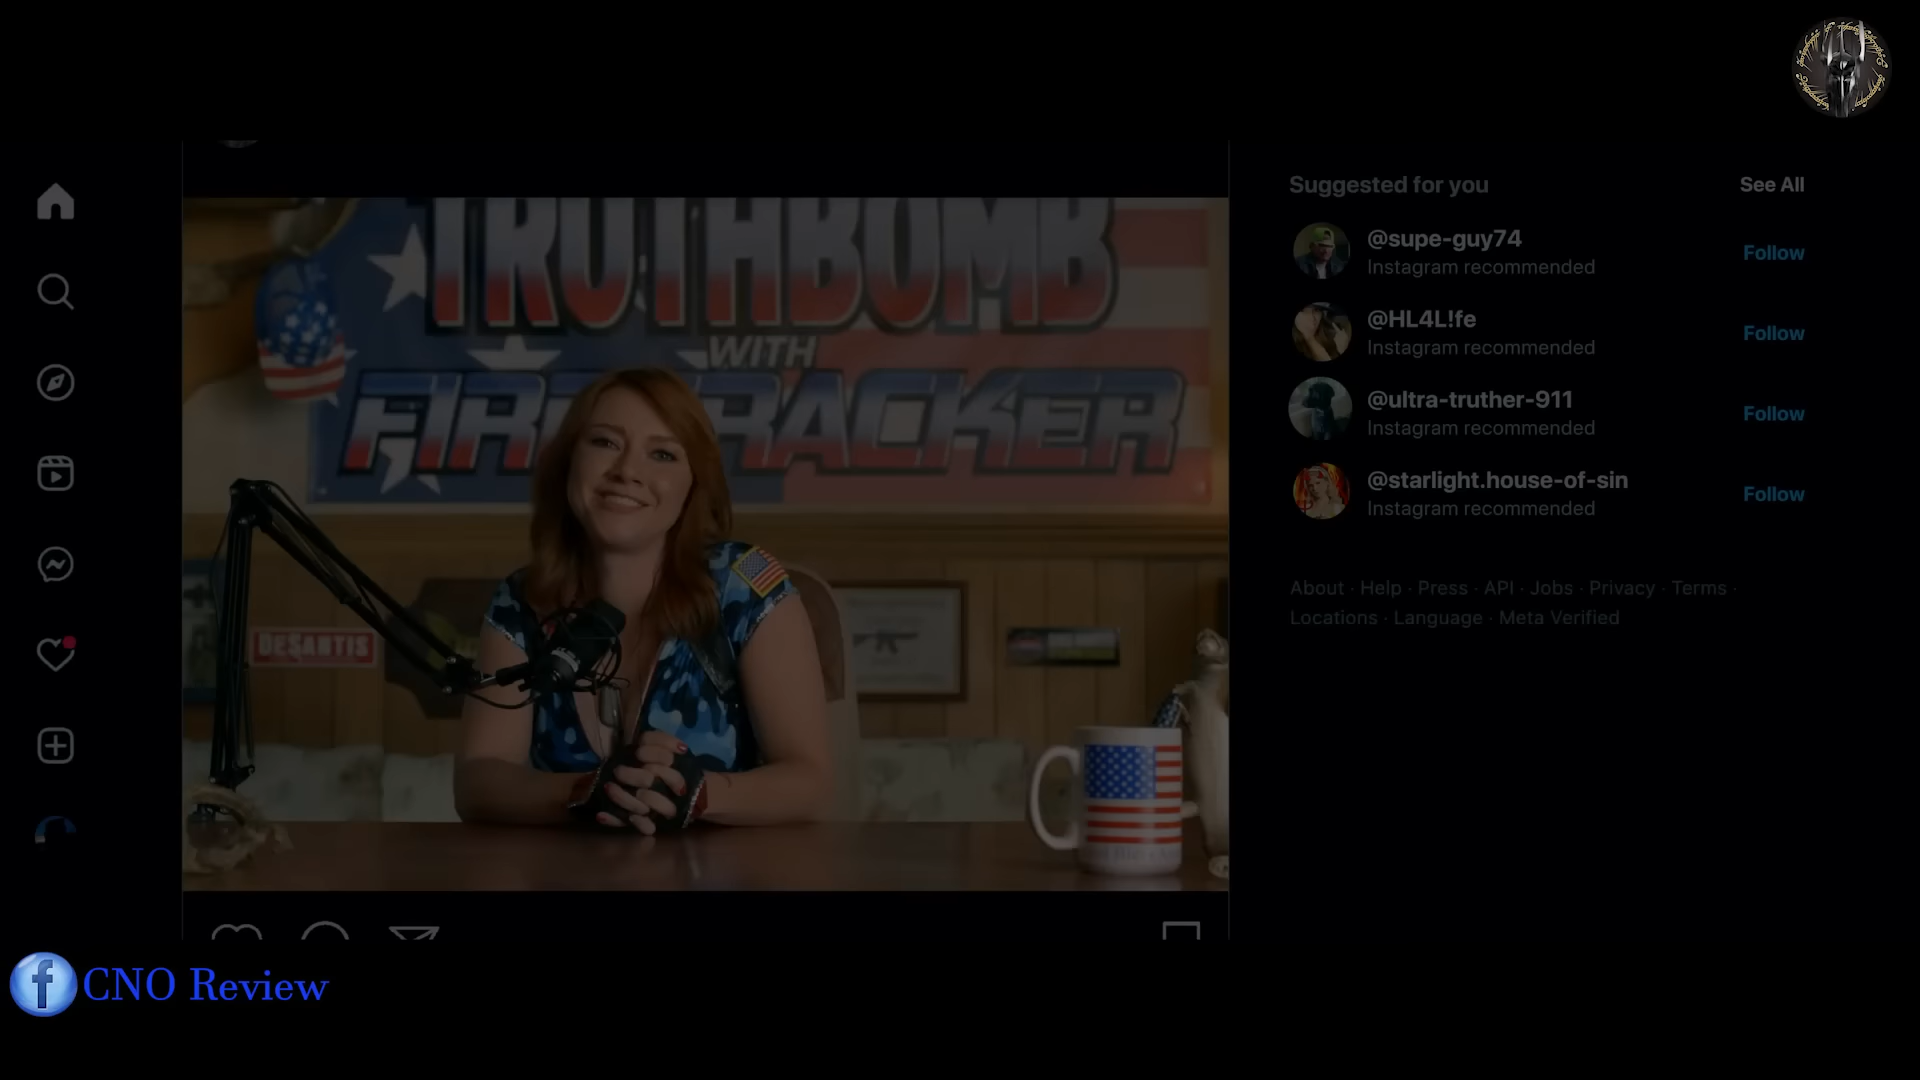 TRUTHBOMB
WITH
FIRECRACKER
DESANTIS
Suggested for you
See All
@supe-guy74
Instagram recommended
Follow
@HL4L!fe
Instagram recommended
Follow
@ultra-truther-911
Instagram recommended
Follow
@starlight.house-of-sin
Instagram recommended
Follow
About · Help · Press · API · Jobs · Privacy · Terms ·
Locations · Language · Meta Verified
f CNO Review